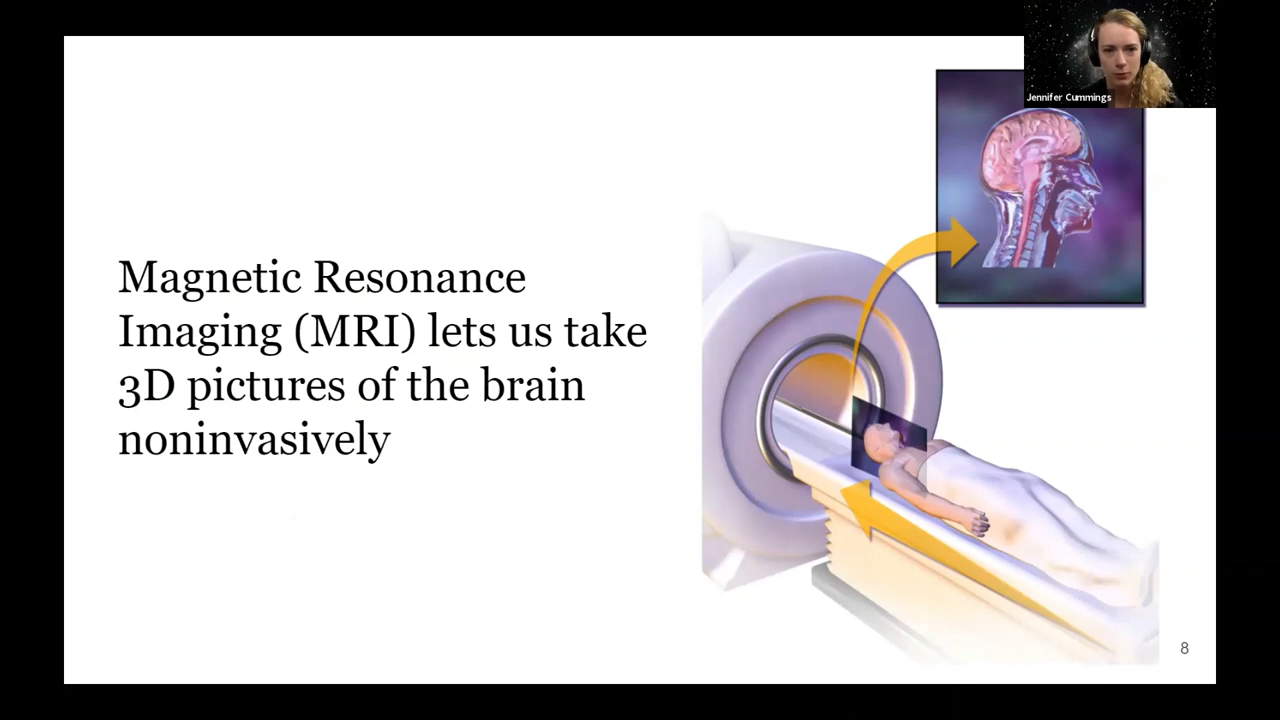 Jennifer Cummings
Magnetic Resonance
Imaging (MRI) lets us take
3D pictures of the brain
noninvasively
8